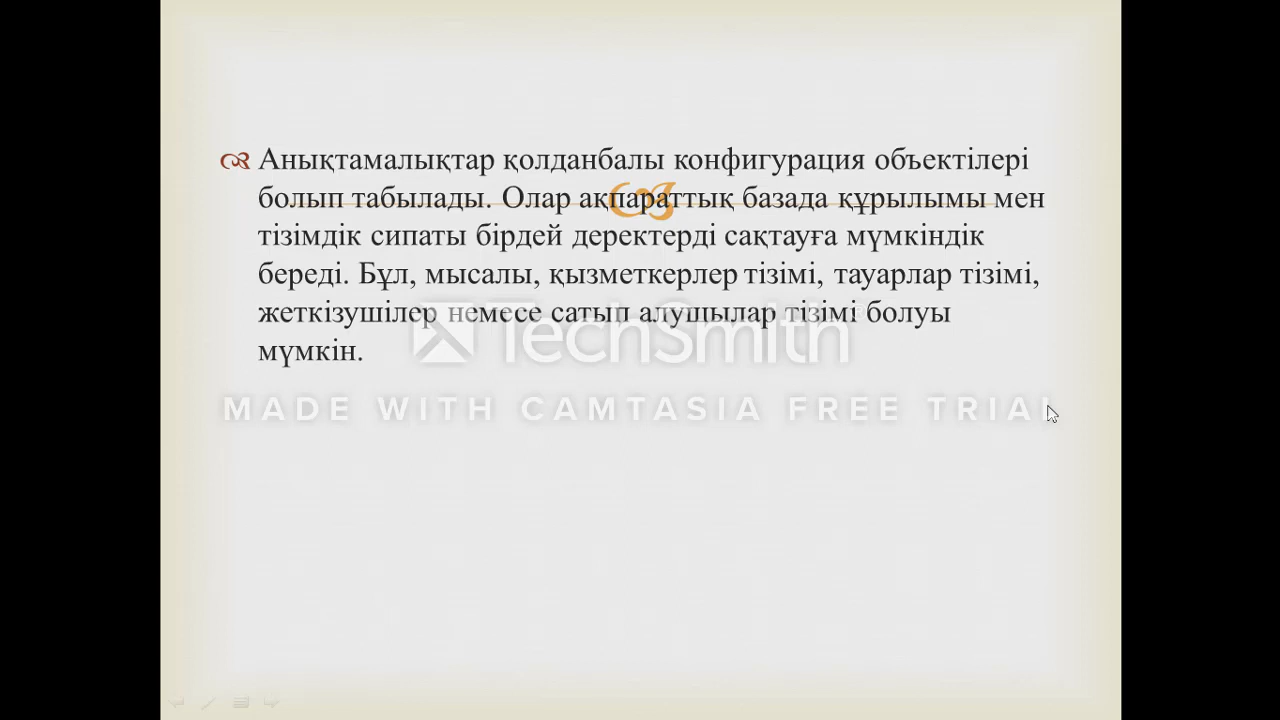 Анықтамалықтар қолданбалы конфигурация объектілері
болып табылады. Олар ақпараттық базада құрылымы мен
тізімдік сипаты бірдей деректерді сақтауға мүмкіндік
береді. Бұл, мысалы, қызметкерлер тізімі, тауарлар тізімі,
жеткізушілер немесе сатып алушылар тізімі болуы
мүмкін.
TechSmith
MADE WITH CAMTASIA FREE TRIAL